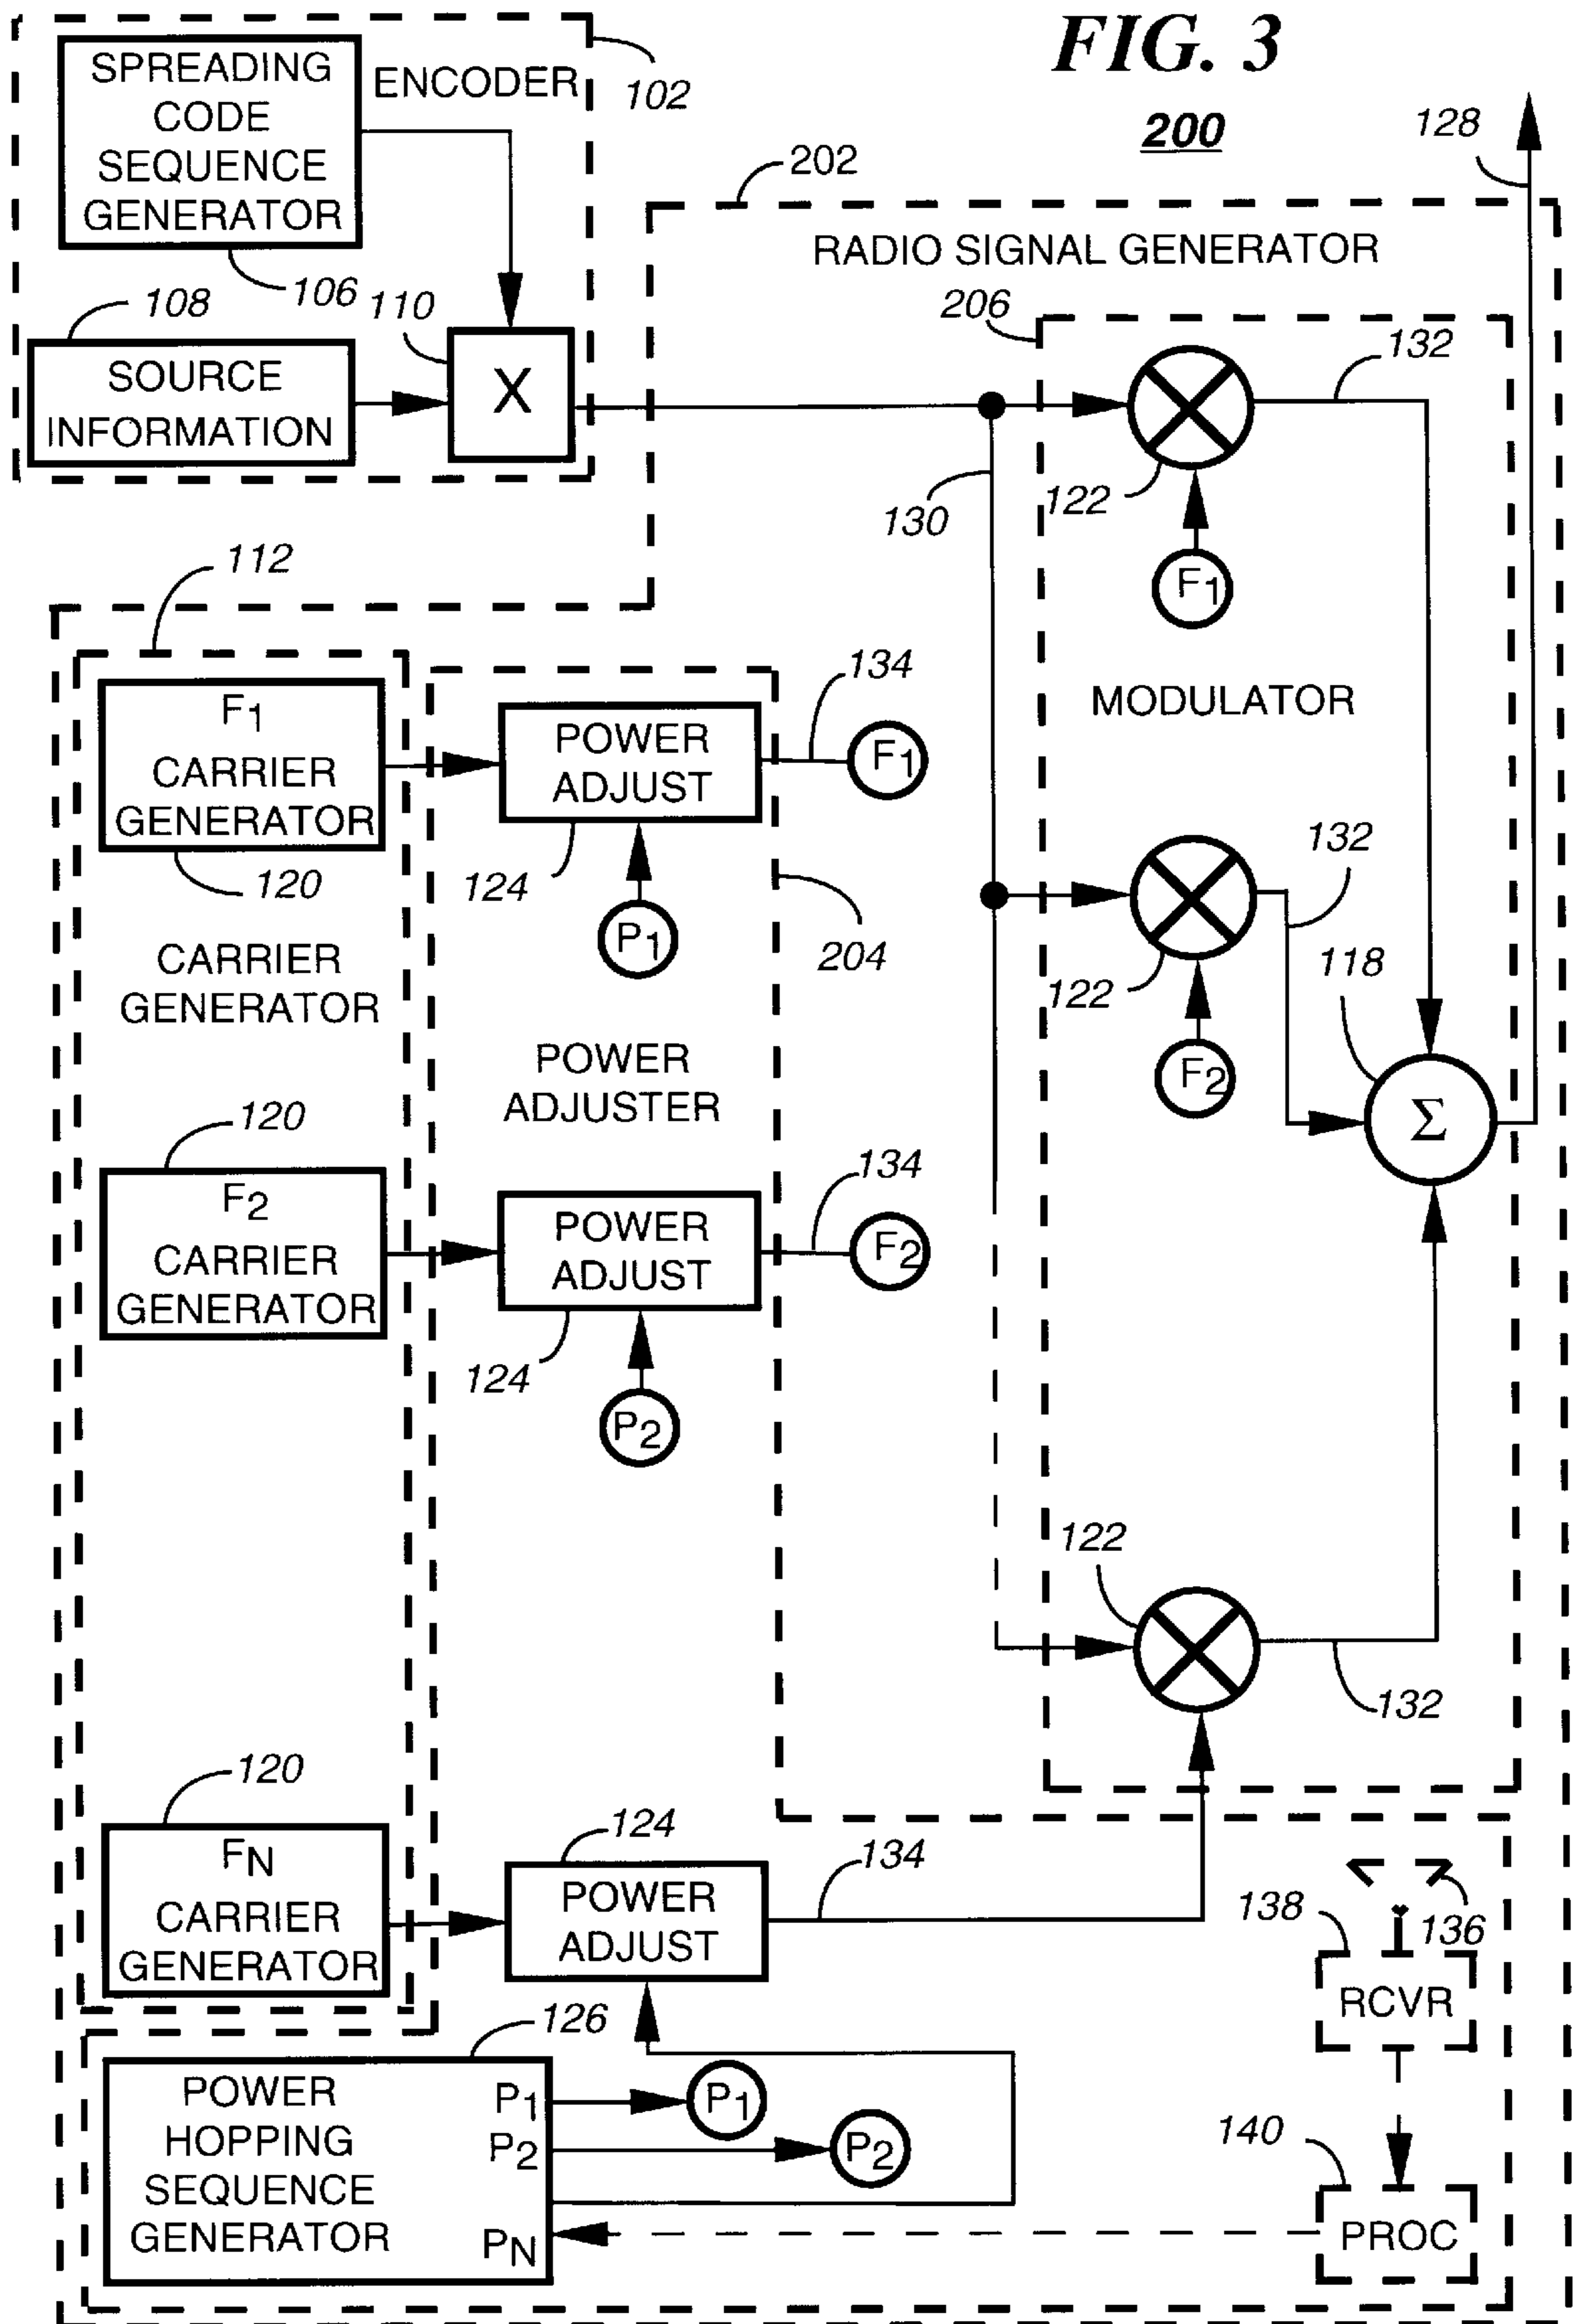 FIG. 3
200
SPREADING
CODE
SEQUENCE
GENERATOR
ENCODER
102
106
108
SOURCE
INFORMATION
110
X
128
202
RADIO SIGNAL GENERATOR
206
132
122
130
F1
MODULATOR
132
122
118
F2
Σ
122
132
112
F1
CARRIER
GENERATOR
120
CARRIER
GENERATOR
POWER
ADJUST
134
F1
124
P1
204
POWER
ADJUSTER
120
F2
CARRIER
GENERATOR
POWER
ADJUST
134
F2
124
P2
120
FN
CARRIER
GENERATOR
124
POWER
ADJUST
134
138
136
RCVR
126
POWER
HOPPING
SEQUENCE
GENERATOR
P1
P1
P2
P2
PN
140
PROC